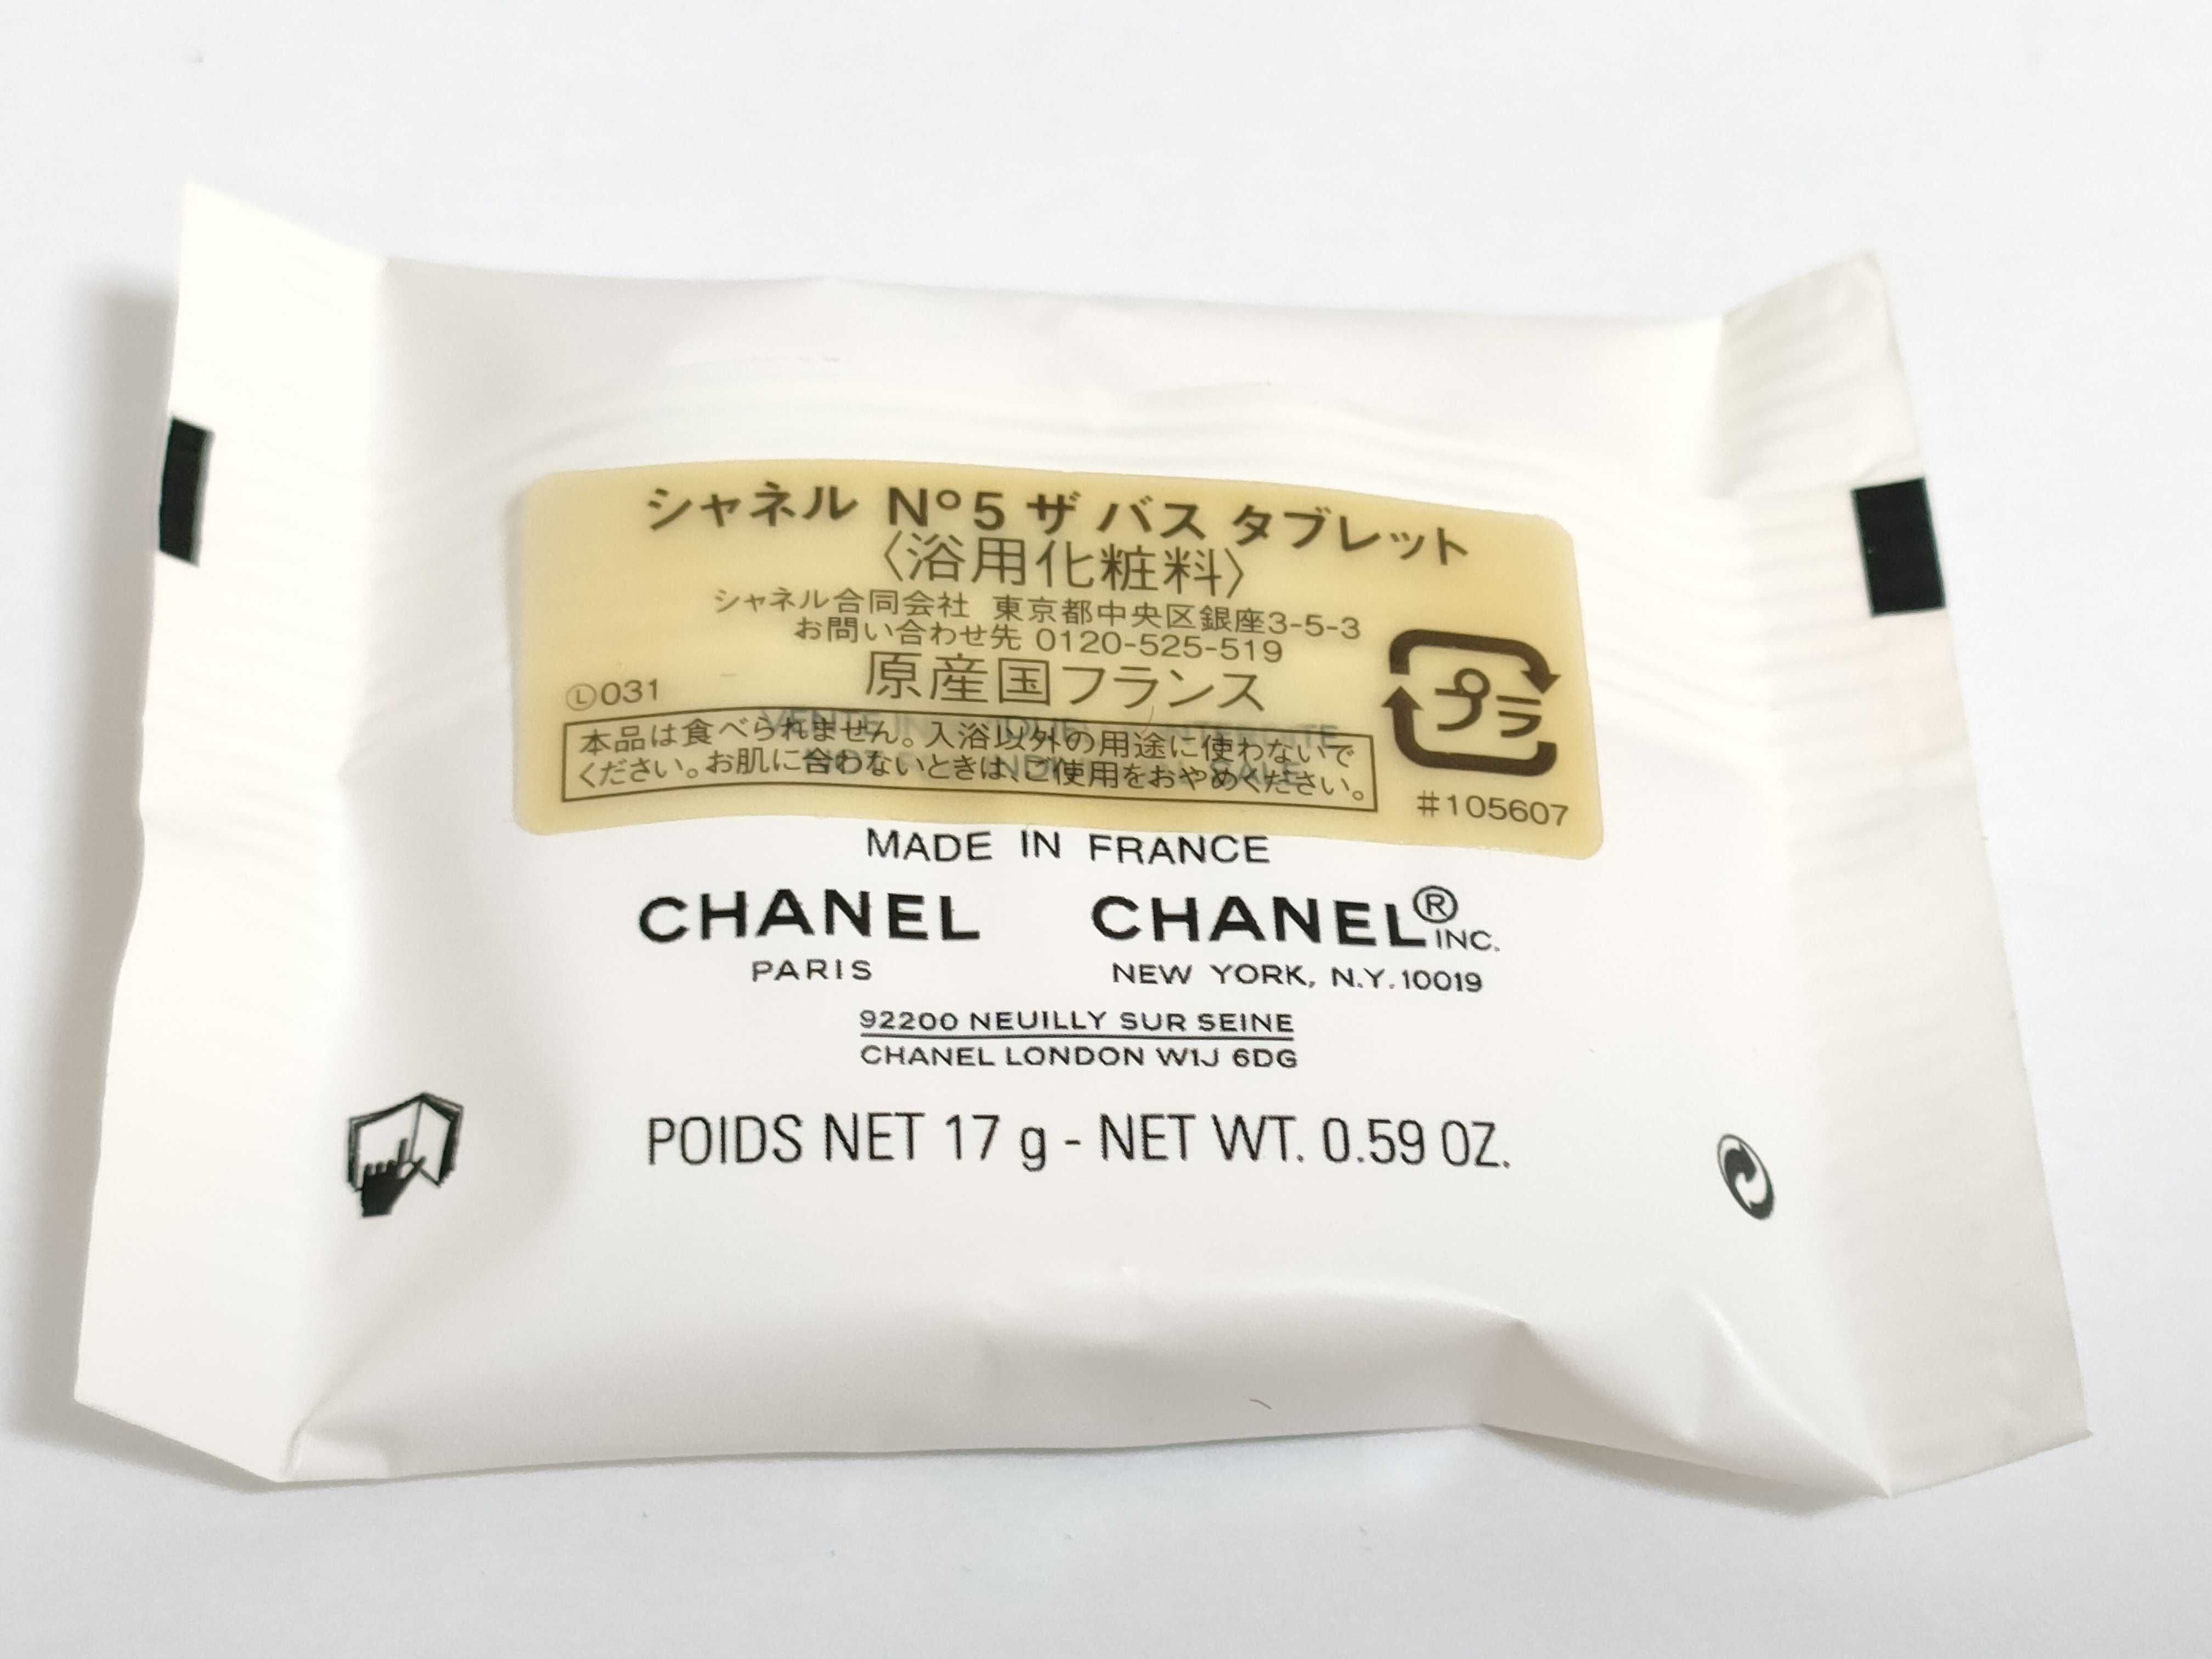 シャネル Nº5 ザ バス タブレット
〈浴用化粧料〉
シャネル合同会社 東京都中央区銀座3-5-3
お問い合わせ先 0120-525-519
原産国フランス
Ⓛ031
プラ
本品は食べられません。入浴以外の用途に使わないで
ください。お肌に合わないときは、ご使用をおやめください。
#105607
MADE IN FRANCE
CHANEL CHANEL® INC.
PARIS NEW YORK, N.Y. 10019
92200 NEUILLY SUR SEINE
CHANEL LONDON W1J 6DG
POIDS NET 17 g - NET WT. 0.59 OZ.